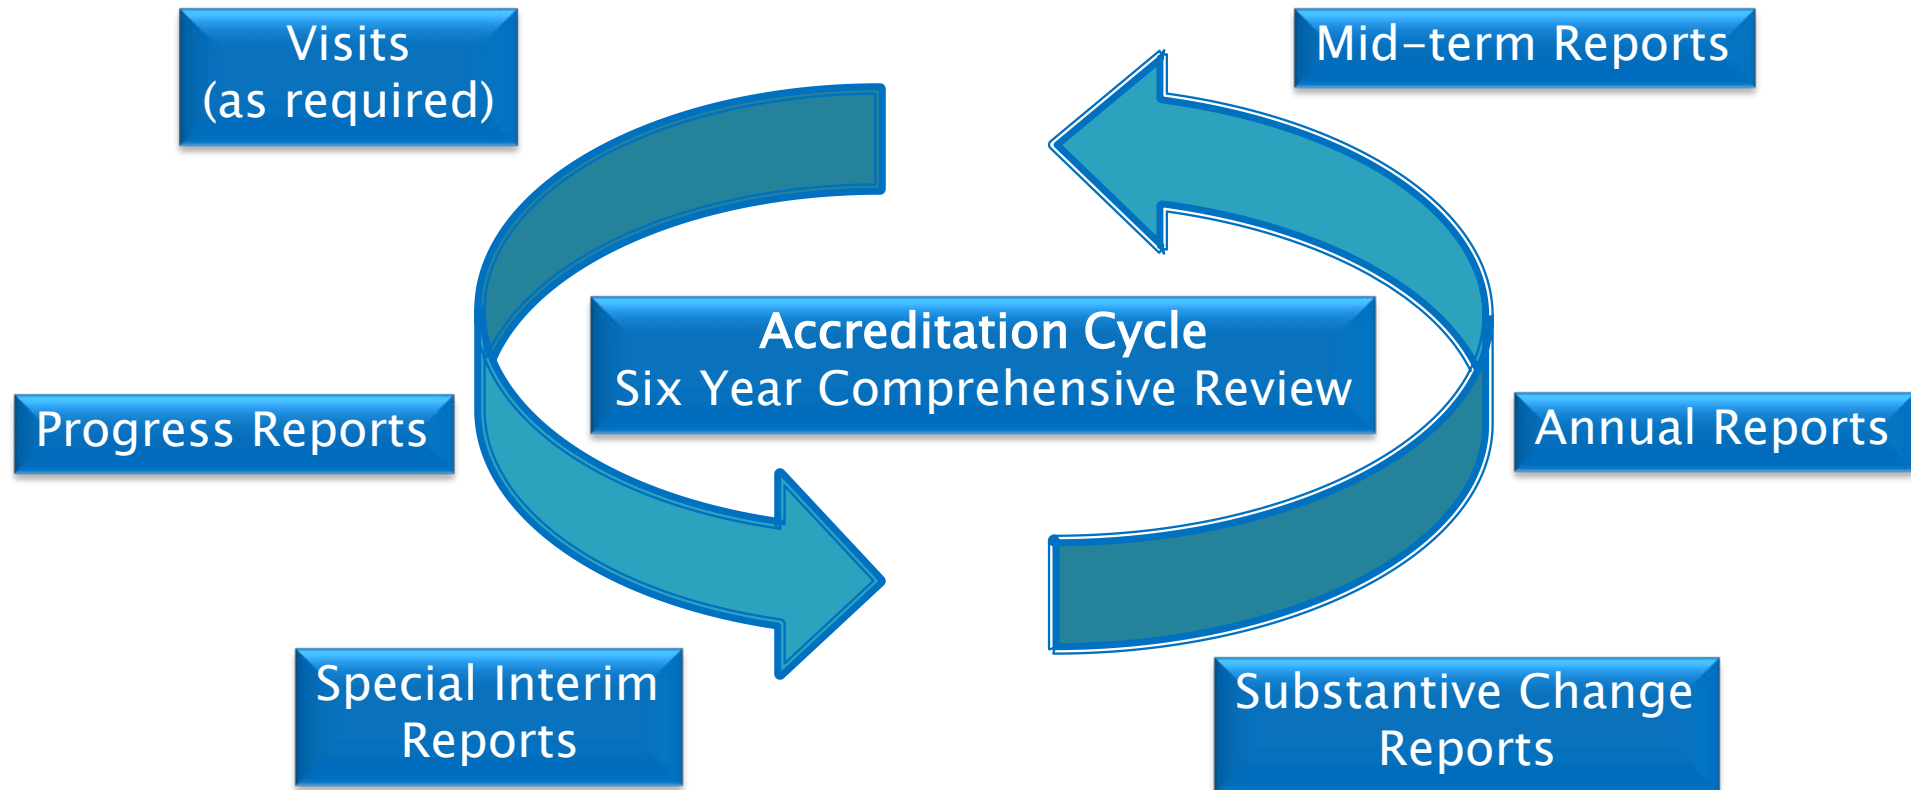 Visits
(as required)
Mid-term Reports
Accreditation Cycle
Six Year Comprehensive Review
Progress Reports
Annual Reports
Special Interim
Reports
Substantive Change
Reports